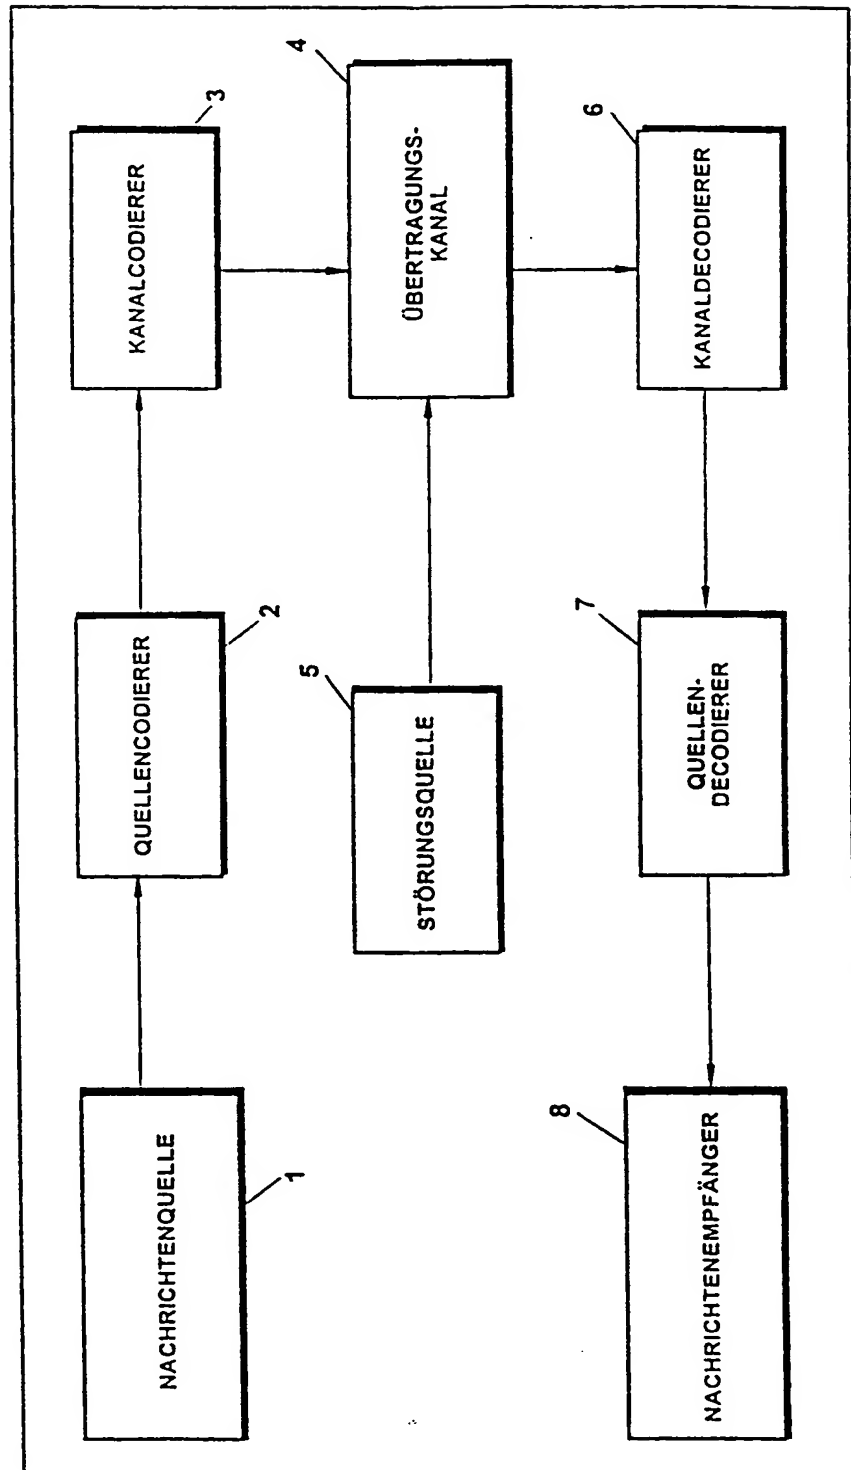 NACHRICHTENQUELLE
1
QUELLENCODIERER
2
KANALCODIERER
3
STÖRUNGSQUELLE
5
ÜBERTRAGUNGS-
KANAL
4
NACHRICHTENEMPFÄNGER
8
QUELLEN-
DECODIERER
7
KANALDECODIERER
6